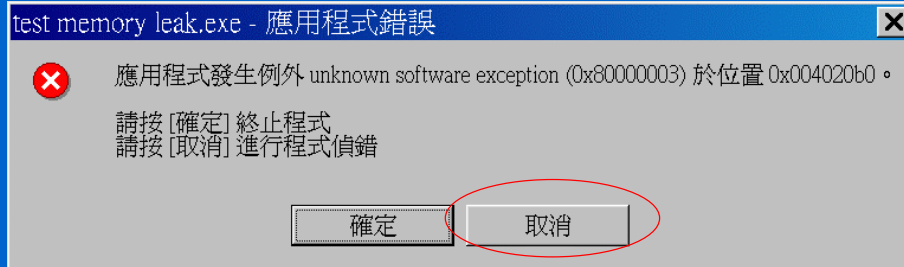 test memory leak.exe - 應用程式錯誤
應用程式發生例外 unknown software exception (0x80000003) 於位置 0x004020b0。
請按 [確定] 終止程式
請按 [取消] 進行程式偵錯
確定
取消